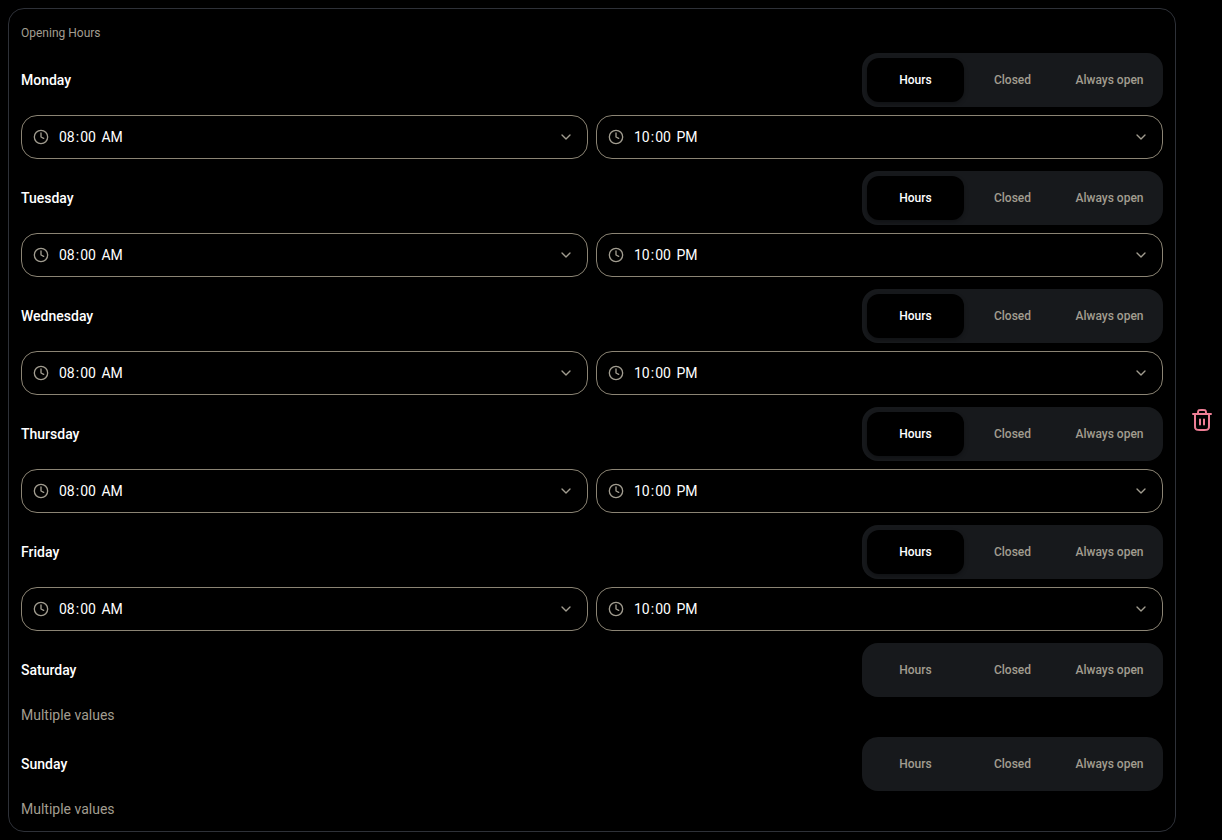 Opening Hours
Monday Hours Closed Always open
08:00 AM 10:00 PM
Tuesday Hours Closed Always open
08:00 AM 10:00 PM
Wednesday Hours Closed Always open
08:00 AM 10:00 PM
Thursday Hours Closed Always open
08:00 AM 10:00 PM
Friday Hours Closed Always open
08:00 AM 10:00 PM
Saturday Hours Closed Always open
Multiple values
Sunday Hours Closed Always open
Multiple values